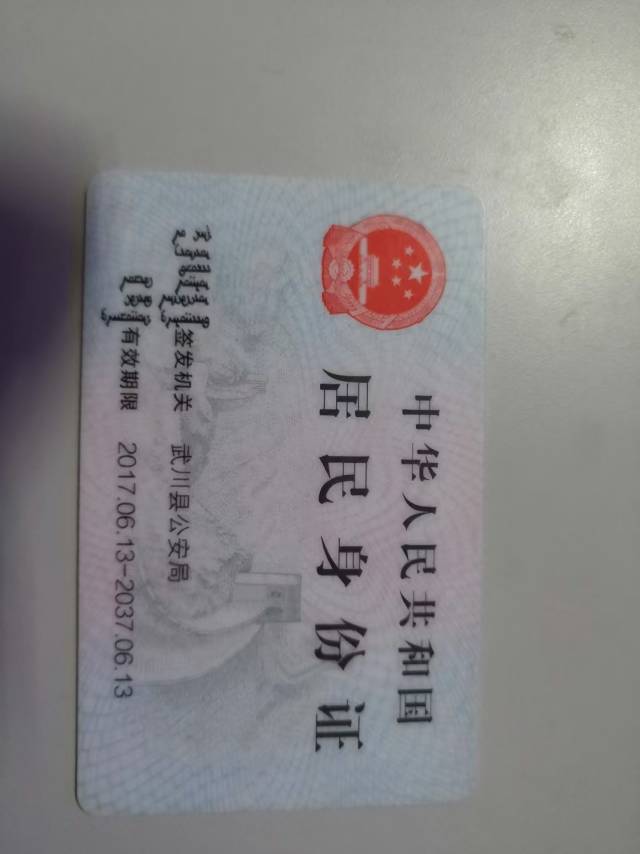 中华人民共和国
居民身份证
签发机关 武川县公安局
有效期限 2017.06.13-2037.06.13